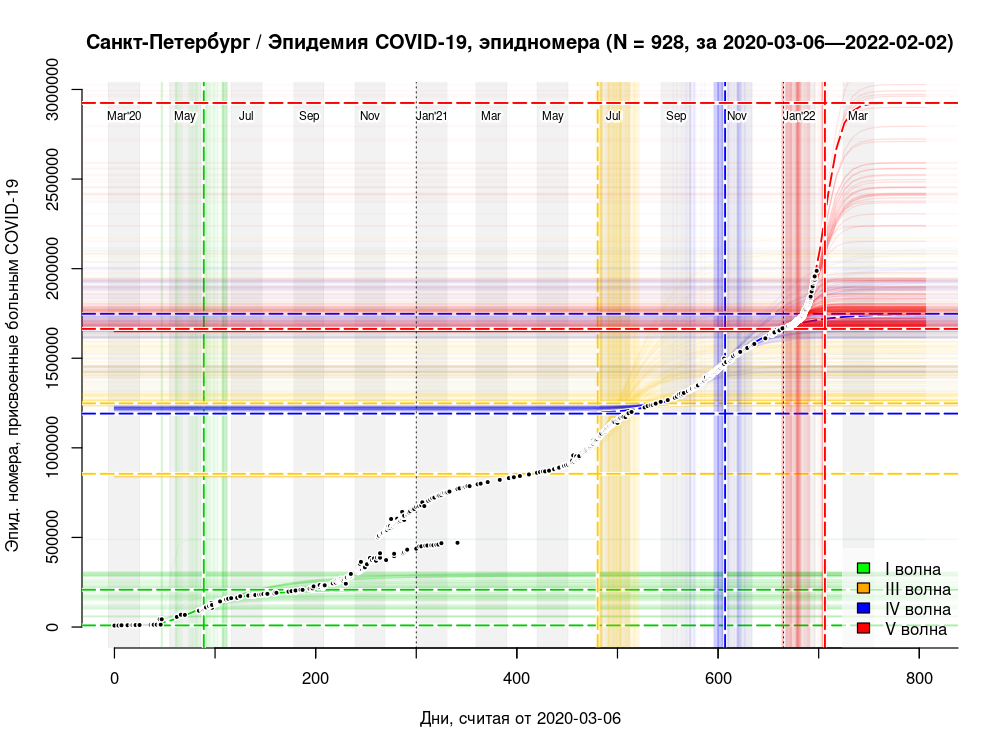 Санкт-Петербург / Эпидемия COVID-19, эпидномера (N = 928, за 2020-03-06—2022-02-02)
Эпид. номера, присвоенные больным COVID-19
3000000
2500000
2000000
1500000
1000000
500000
0
Mar'20 May Jul Sep Nov Jan'21 Mar May Jul Sep Nov Jan'22 Mar
I волна
III волна
IV волна
V волна
0 200 400 600 800
Дни, считая от 2020-03-06